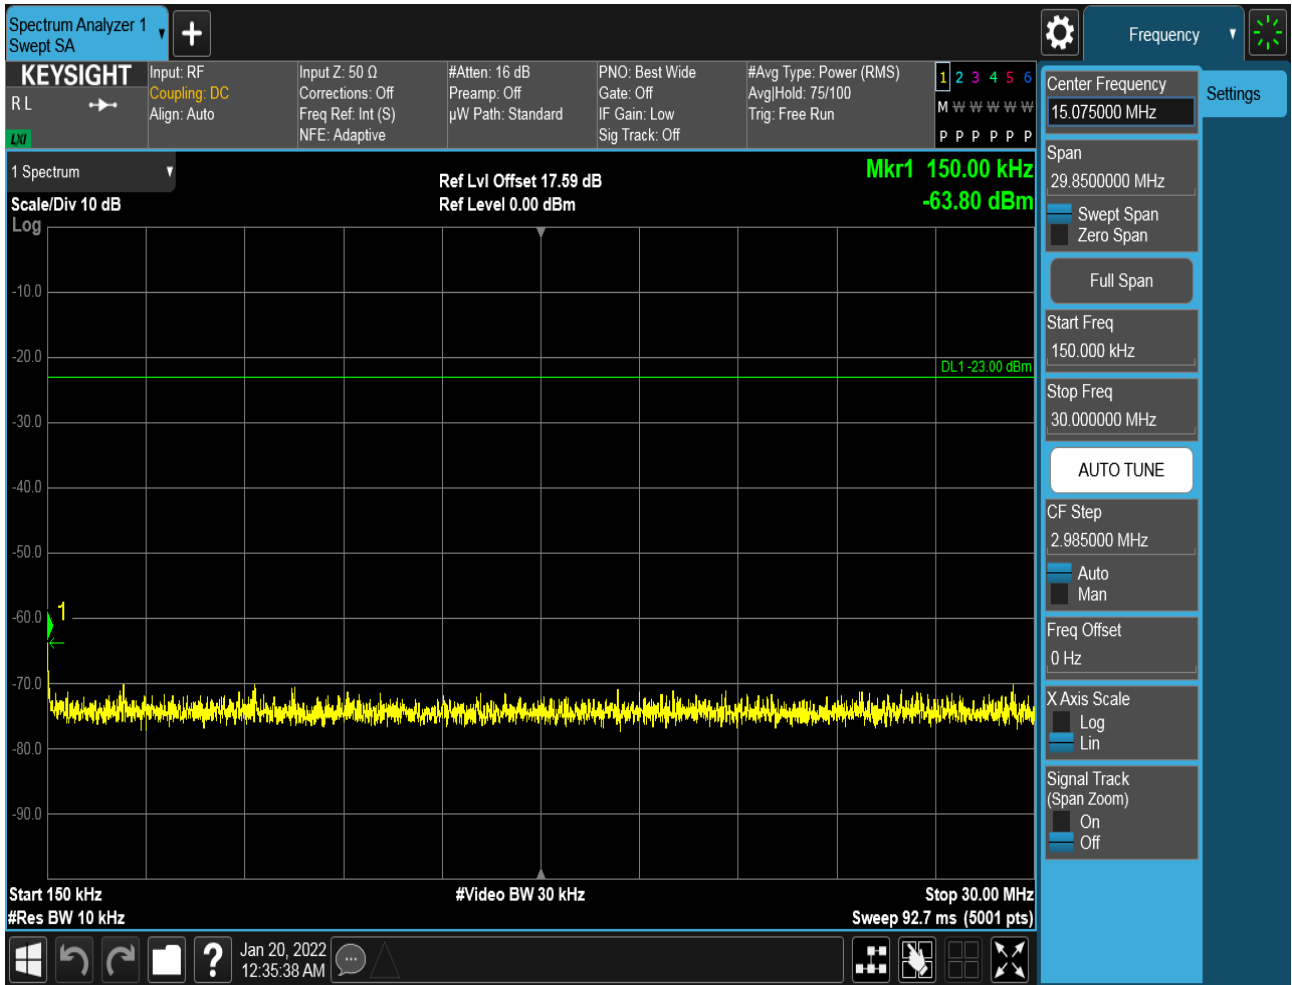 Spectrum Analyzer 1
Swept SA
Frequency
KEYSIGHT
R L
LXI
Input: RF
Coupling: DC
Align: Auto
Input Z: 50 Ω
Corrections: Off
Freq Ref: Int (S)
NFE: Adaptive
#Atten: 16 dB
Preamp: Off
µW Path: Standard
PNO: Best Wide
Gate: Off
IF Gain: Low
Sig Track: Off
#Avg Type: Power (RMS)
Avg|Hold: 75/100
Trig: Free Run
1 2 3 4 5 6
M W W W W W
P P P P P P
1 Spectrum
Scale/Div 10 dB
Log
Ref Lvl Offset 17.59 dB
Ref Level 0.00 dBm
Mkr1 150.00 kHz
-63.80 dBm
-10.0
-20.0
DL1 -23.00 dBm
-30.0
-40.0
-50.0
-60.0
1
-70.0
-80.0
-90.0
Start 150 kHz
#Video BW 30 kHz
Stop 30.00 MHz
#Res BW 10 kHz
Sweep 92.7 ms (5001 pts)
Jan 20, 2022
12:35:38 AM
Center Frequency
15.075000 MHz
Settings
Span
29.8500000 MHz
Swept Span
Zero Span
Full Span
Start Freq
150.000 kHz
Stop Freq
30.000000 MHz
AUTO TUNE
CF Step
2.985000 MHz
Auto
Man
Freq Offset
0 Hz
X Axis Scale
Log
Lin
Signal Track
(Span Zoom)
On
Off